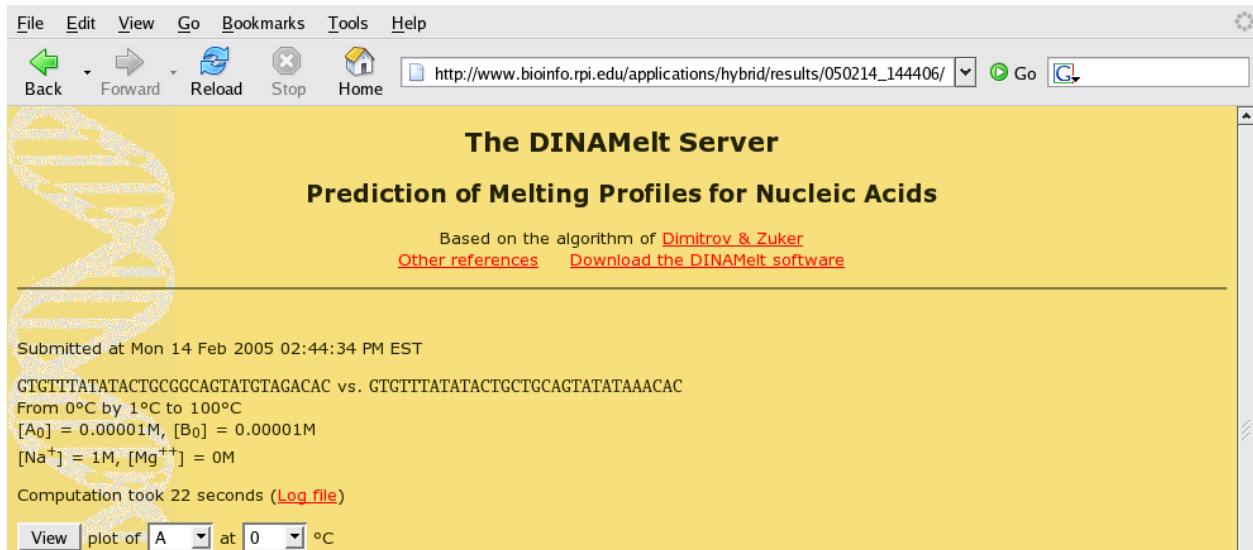 File Edit View Go Bookmarks Tools Help
http://www.bioinfo.rpi.edu/applications/hybrid/results/050214_144406/ Go G
Back Forward Reload Stop Home
The DINAMelt Server
Prediction of Melting Profiles for Nucleic Acids
Based on the algorithm of Dimitrov & Zuker
Other references Download the DINAMelt software
Submitted at Mon 14 Feb 2005 02:44:34 PM EST
GTGTTTATATACTGCGGCAGTATGTAGACAC vs. GTGTTTATATACTGCTGCAGTATATAAACAC
From 0°C by 1°C to 100°C
[A₀] = 0.00001M, [B₀] = 0.00001M
[Na⁺] = 1M, [Mg⁺⁺] = 0M
Computation took 22 seconds (Log file)
View plot of A at 0 °C